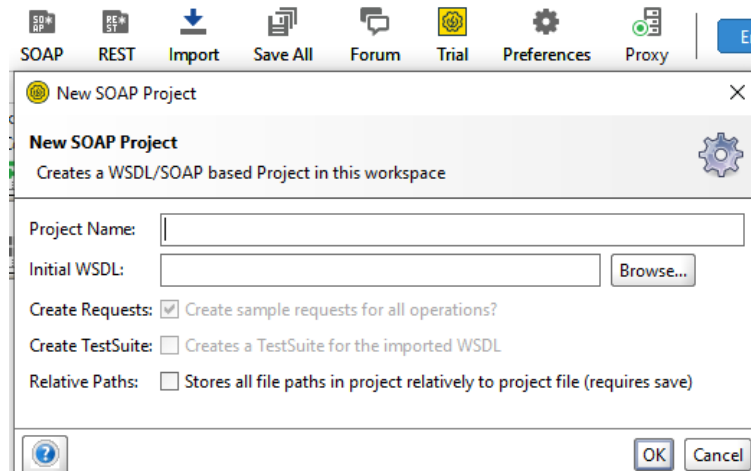 SOAP REST Import Save All Forum Trial Preferences Proxy
New SOAP Project
New SOAP Project
Creates a WSDL/SOAP based Project in this workspace
Project Name:
Initial WSDL: Browse...
Create Requests: Create sample requests for all operations?
Create TestSuite: Creates a TestSuite for the imported WSDL
Relative Paths: Stores all file paths in project relatively to project file (requires save)
OK Cancel